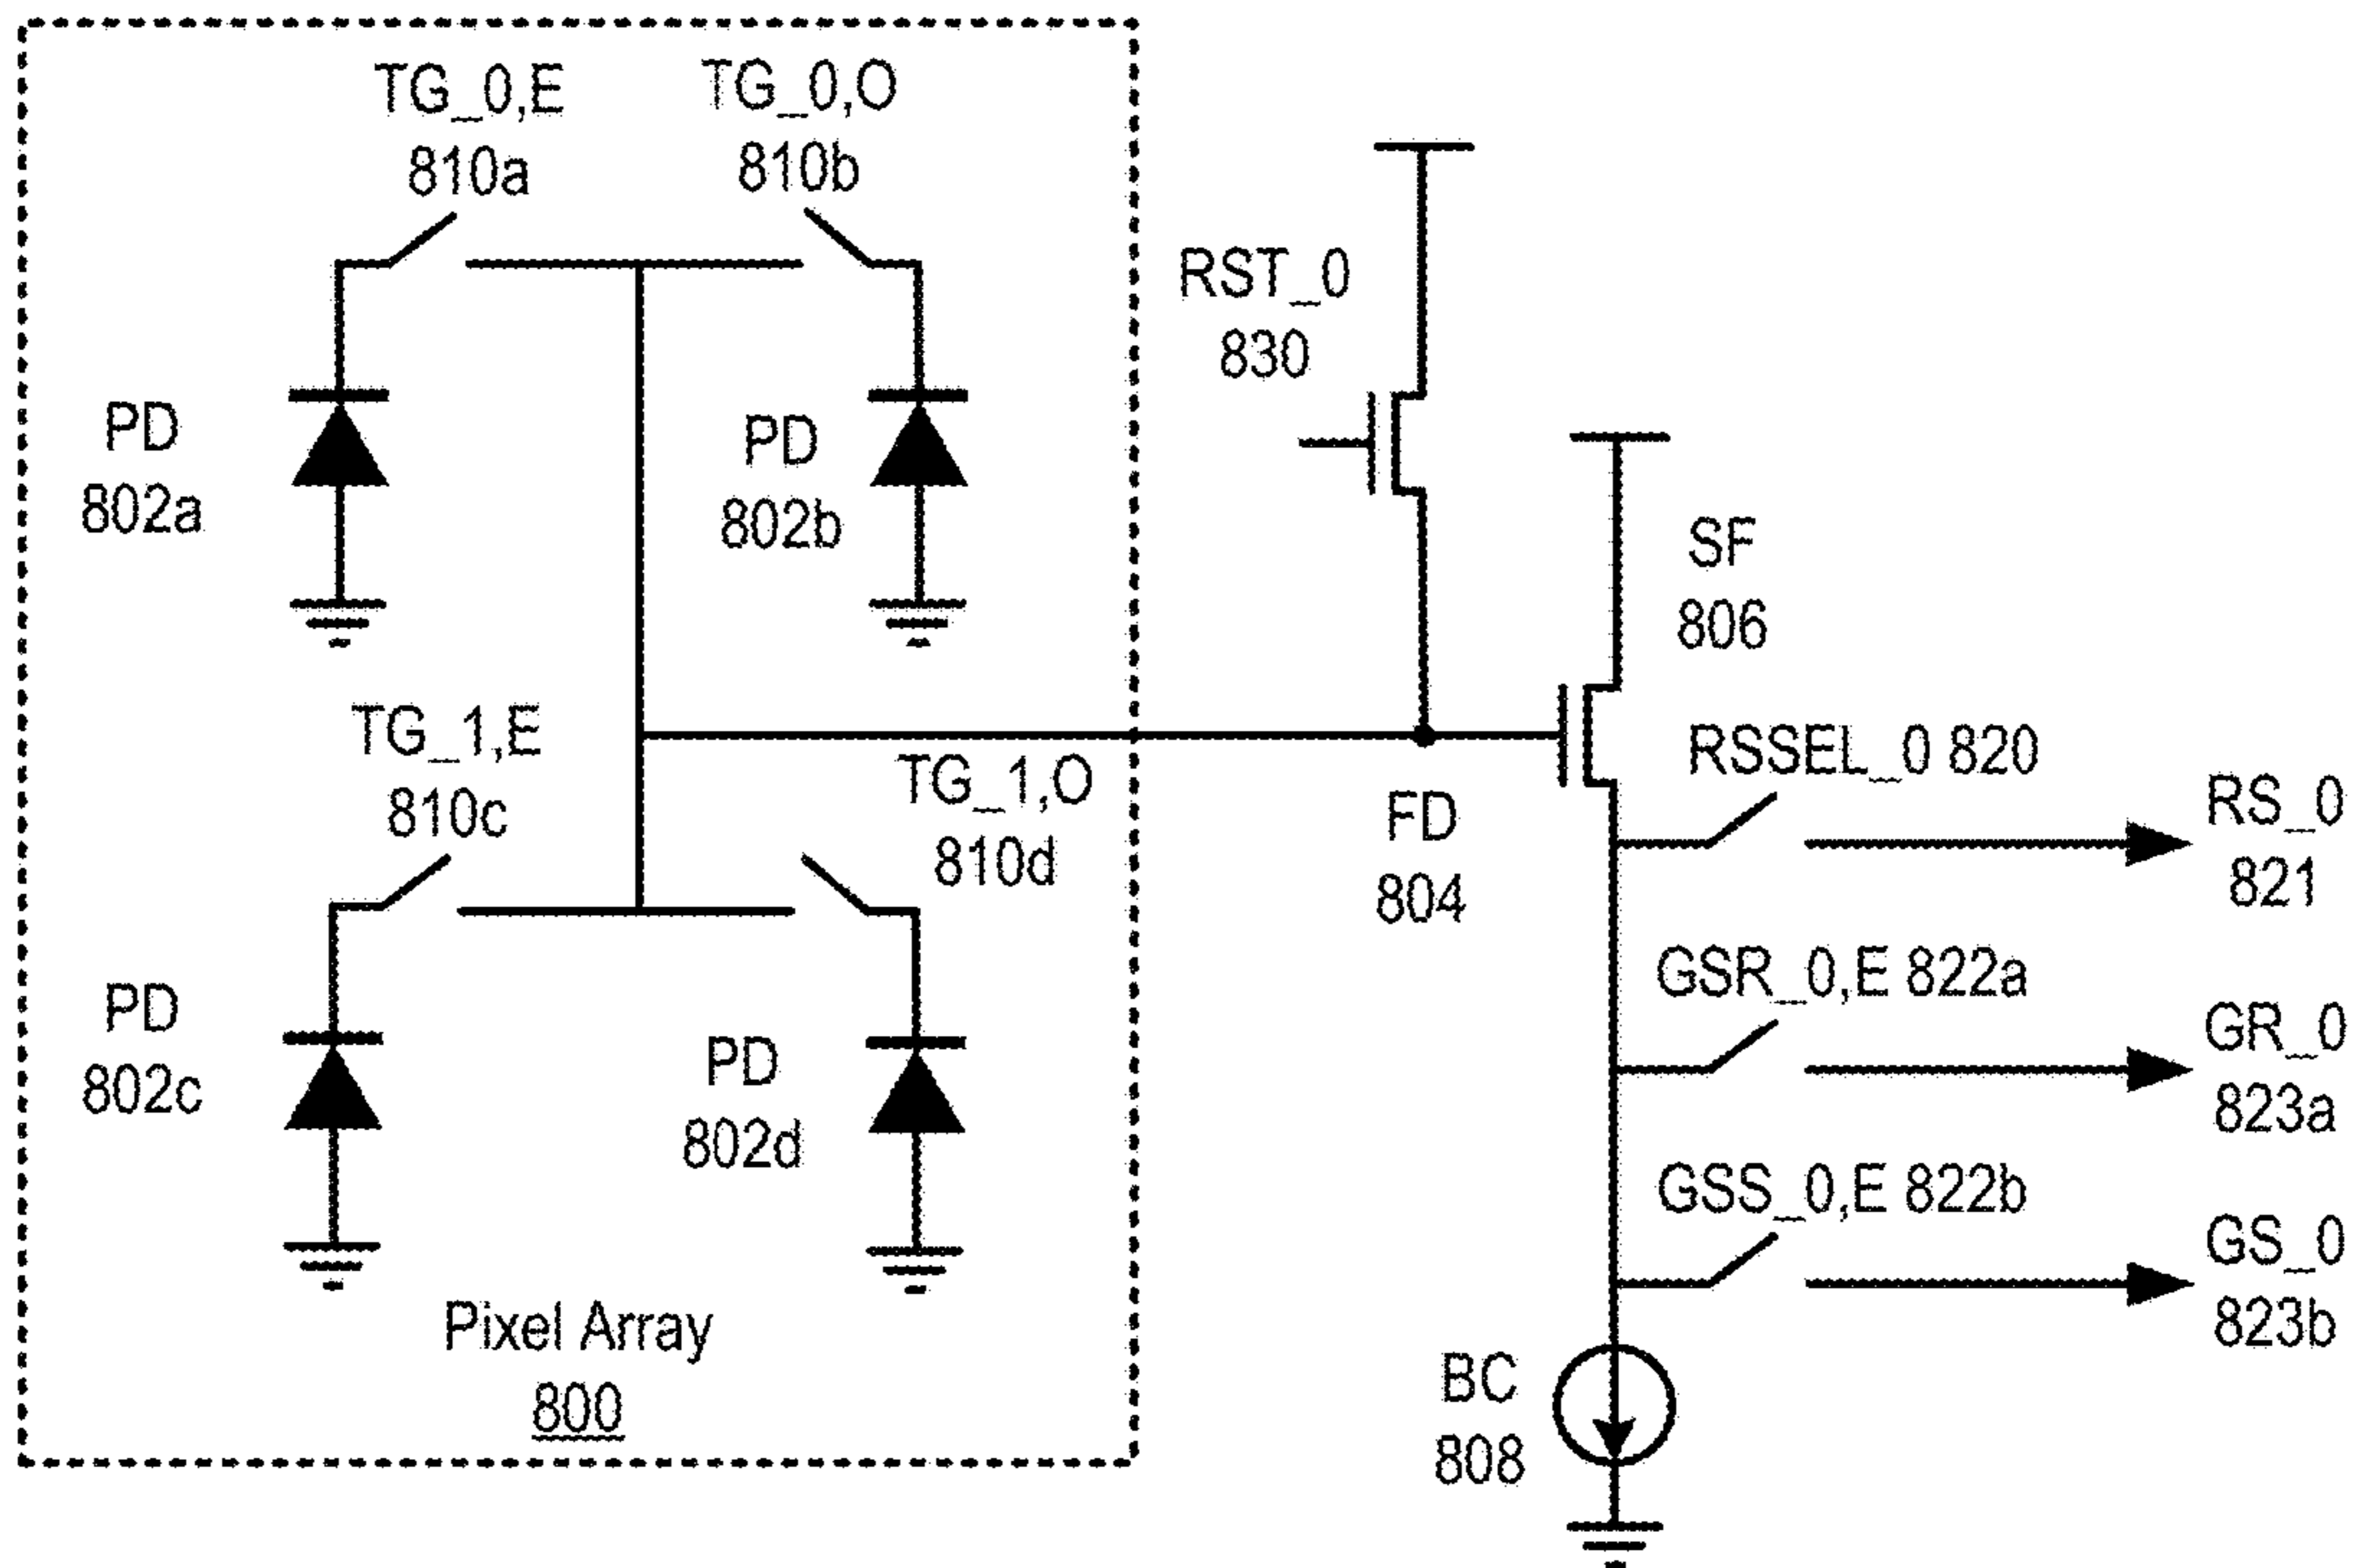 TG_0,E
810a
TG_0,O
810b
RST_0
830
PD
802a
PD
802b
SF
806
TG_1,E
810c
TG_1,O
810d
FD
804
RSSEL_0 820
RS_0
821
GSR_0,E 822a
GR_0
823a
PD
802c
PD
802d
GSS_0,E 822b
GS_0
823b
Pixel Array
800
BC
808